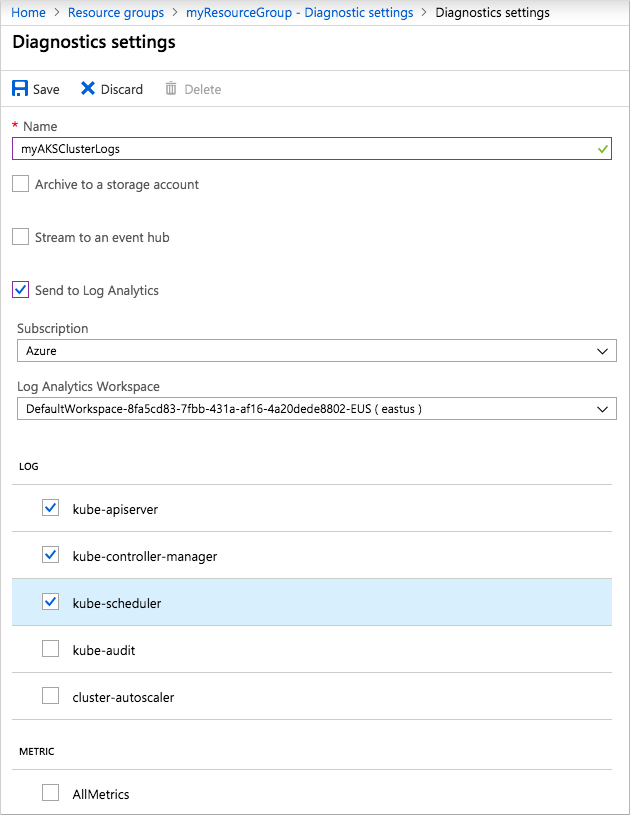 Home > Resource groups > myResourceGroup - Diagnostic settings > Diagnostics settings
Diagnostics settings
Save Discard Delete
* Name
myAKSClusterLogs
Archive to a storage account
Stream to an event hub
Send to Log Analytics
Subscription
Azure
Log Analytics Workspace
DefaultWorkspace-8fa5cd83-7fbb-431a-af16-4a20dede8802-EUS ( eastus )
LOG
kube-apiserver
kube-controller-manager
kube-scheduler
kube-audit
cluster-autoscaler
METRIC
AllMetrics